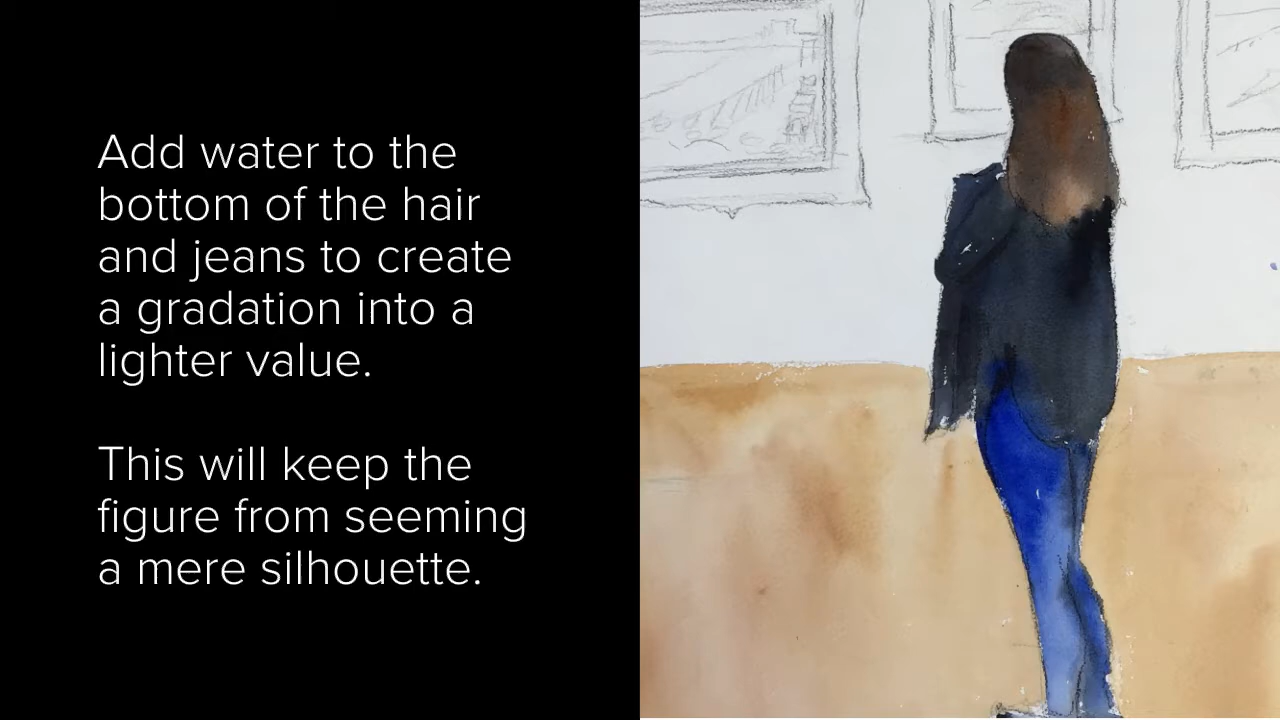 Add water to the
bottom of the hair
and jeans to create
a gradation into a
lighter value.
This will keep the
figure from seeming
a mere silhouette.